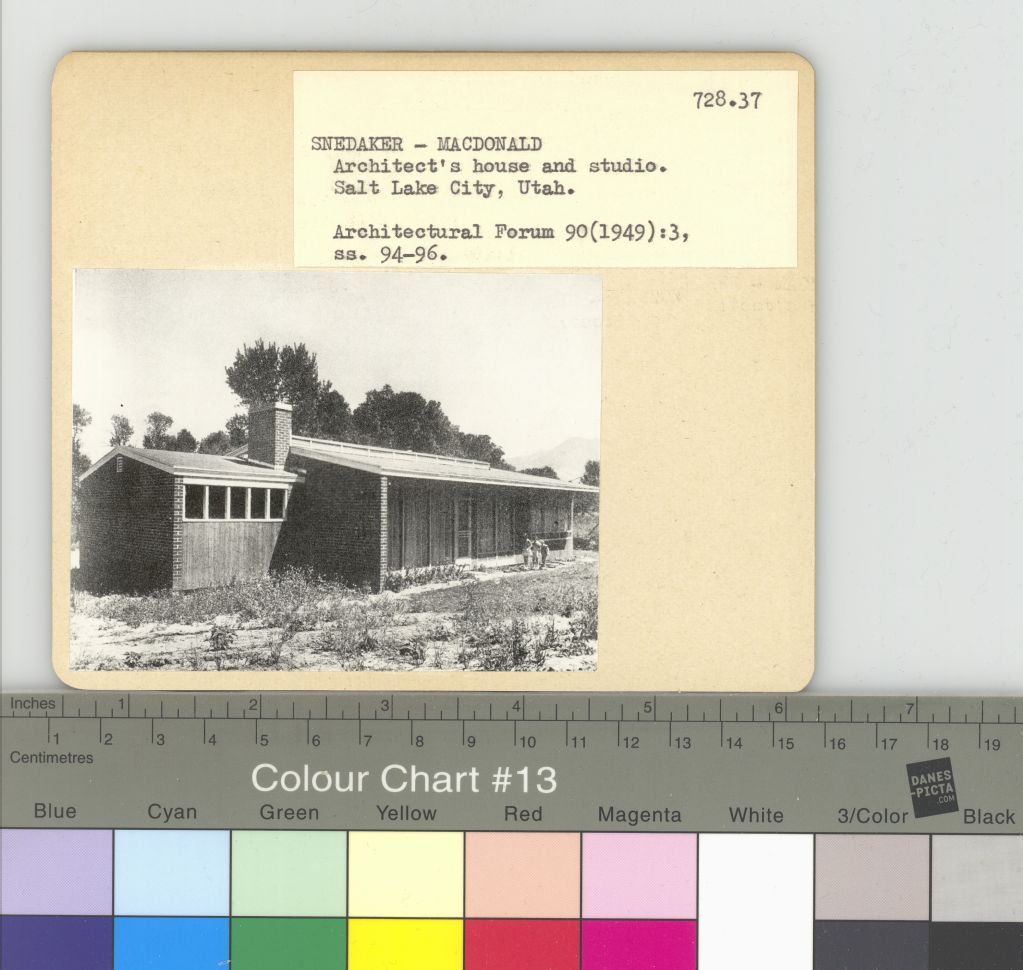 728.37
SNEDAKER - MACDONALD
Architect's house and studio.
Salt Lake City, Utah.
Architectural Forum 90(1949):3,
ss. 94-96.
Inches 1 2 3 4 5 6 7
1 2 3 4 5 6 7 8 9 10 11 12 13 14 15 16 17 18 19
Centimetres
Colour Chart #13
DANES
-PICTA
.COM
Blue Cyan Green Yellow Red Magenta White 3/Color Black